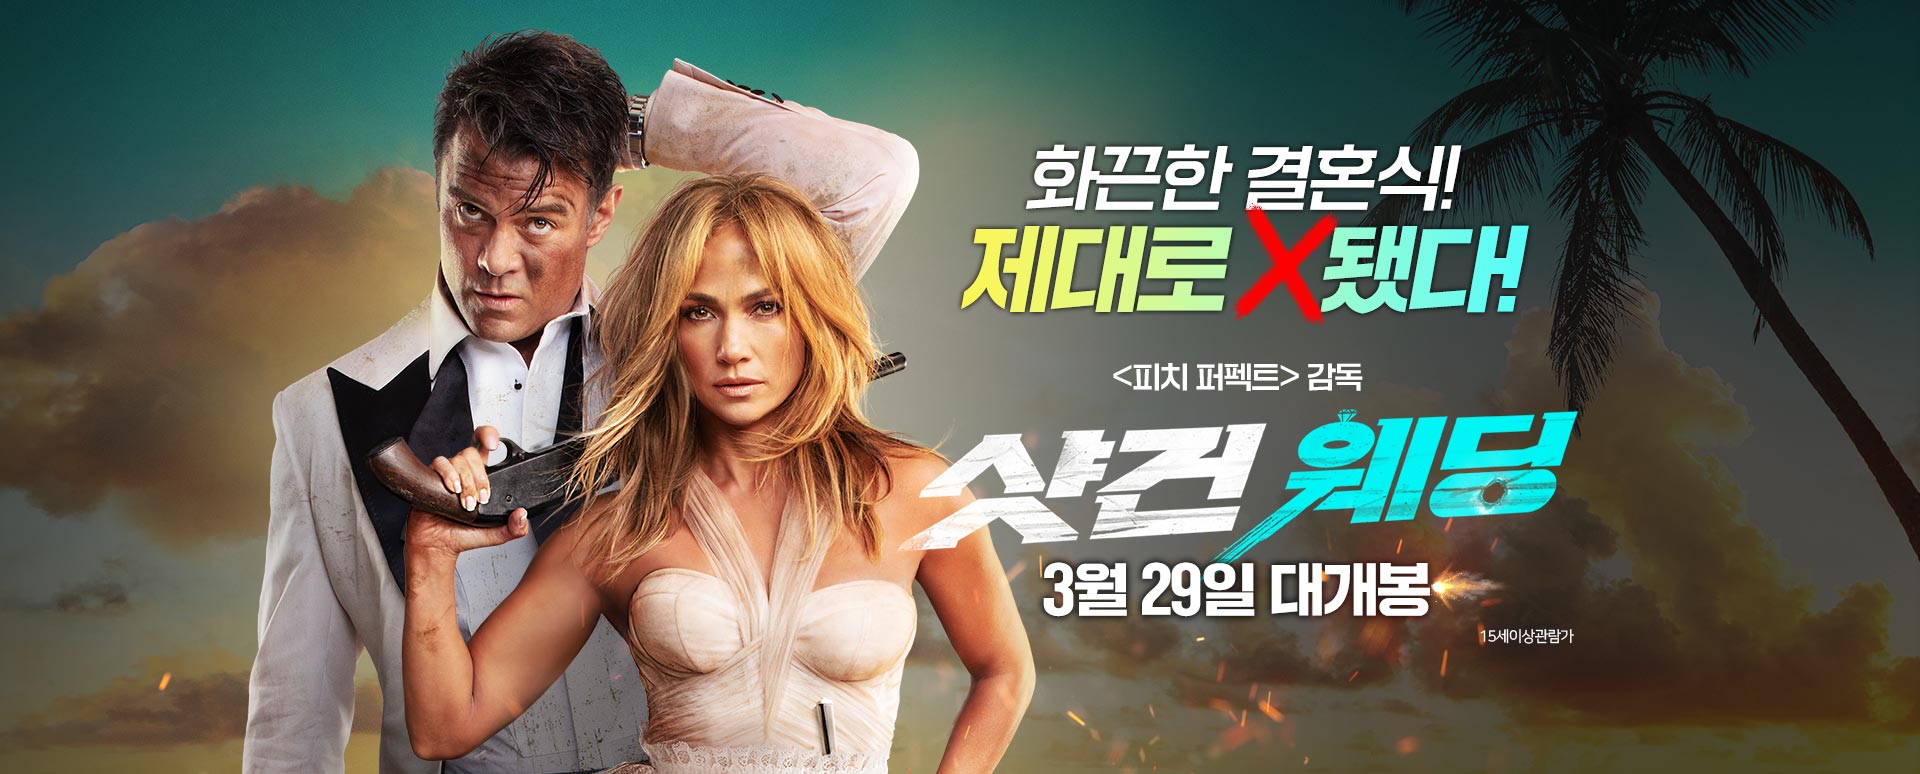 화끈한 결혼식!
제대로 X됐다!
<피치 퍼펙트> 감독
샷건 웨딩
3월 29일 대개봉
15세이상관람가